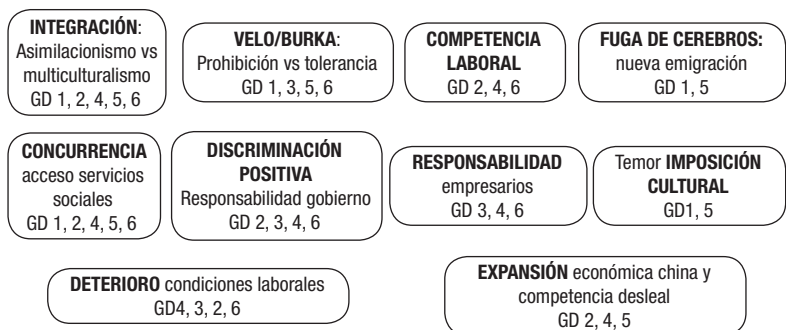 INTEGRACIÓN:
Asimilacionismo vs
multiculturalismo
GD 1, 2, 4, 5, 6
VELO/BURKA:
Prohibición vs tolerancia
GD 1, 3, 5, 6
COMPETENCIA
LABORAL
GD 2, 4, 6
FUGA DE CEREBROS:
nueva emigración
GD 1, 5
CONCURRENCIA
acceso servicios
sociales
GD 1, 2, 4, 5, 6
DISCRIMINACIÓN
POSITIVA
Responsabilidad gobierno
GD 2, 3, 4, 6
RESPONSABILIDAD
empresarios
GD 3, 4, 6
Temor IMPOSICIÓN
CULTURAL
GD1, 5
DETERIORO condiciones laborales
GD4, 3, 2, 6
EXPANSIÓN económica china y
competencia desleal
GD 2, 4, 5